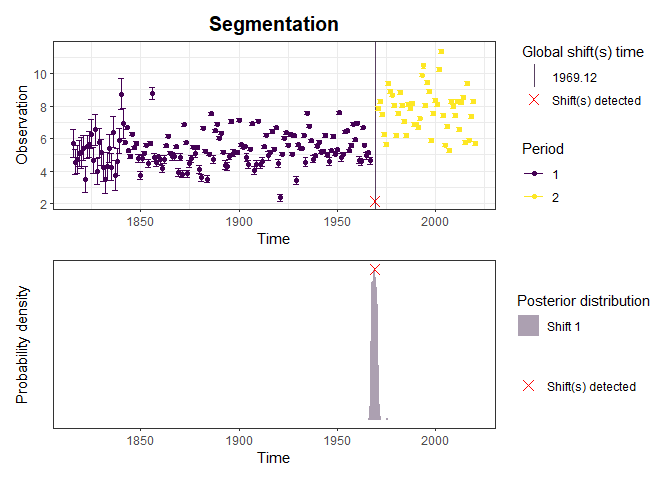 Segmentation
Observation
10
8
6
4
2
1850
1900
1950
2000
Time
Global shift(s) time
1969.12
Shift(s) detected
Period
1
2
Probability density
1850
1900
1950
2000
Time
Posterior distribution
Shift 1
Shift(s) detected